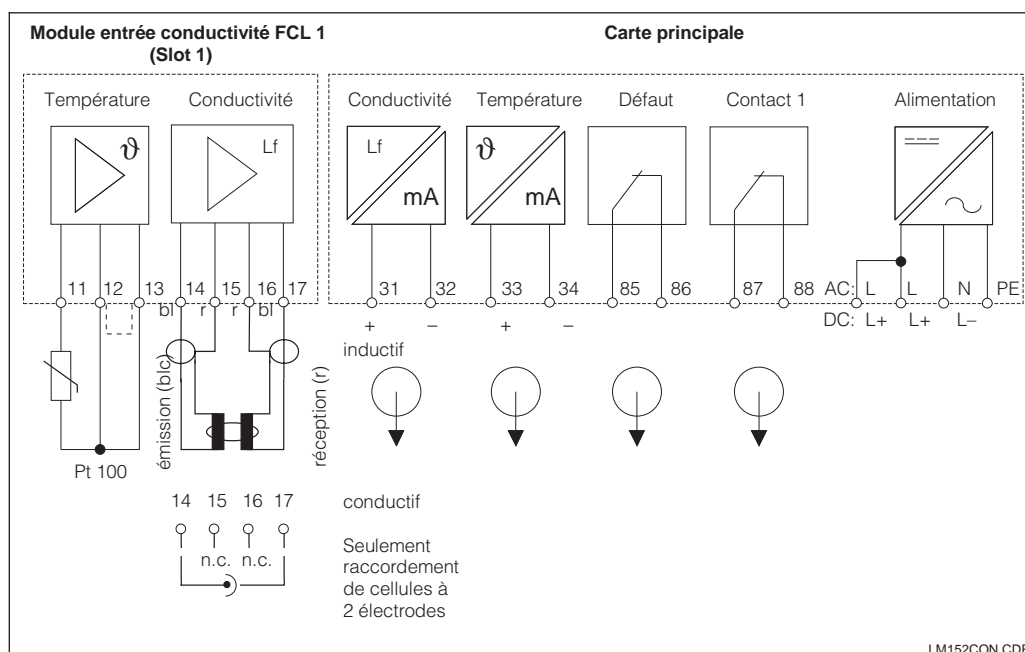 Module entrée conductivité FCL 1
(Slot 1)
Carte principale
Température Conductivité
Conductivité Température Défaut Contact 1 Alimentation
ϑ Lf
Lf mA ϑ mA
11 12 13 14 15 16 17
bl r r bl
31 32 33 34 85 86 87 88 AC: L L N PE
+ – + – DC: L+ L+ L–
inductif
émission (blc)
réception (r)
Pt 100
14 15 16 17 conductif
n.c. n.c.
Seulement
raccordement
de cellules à
2 électrodes
LM152CON.CDR